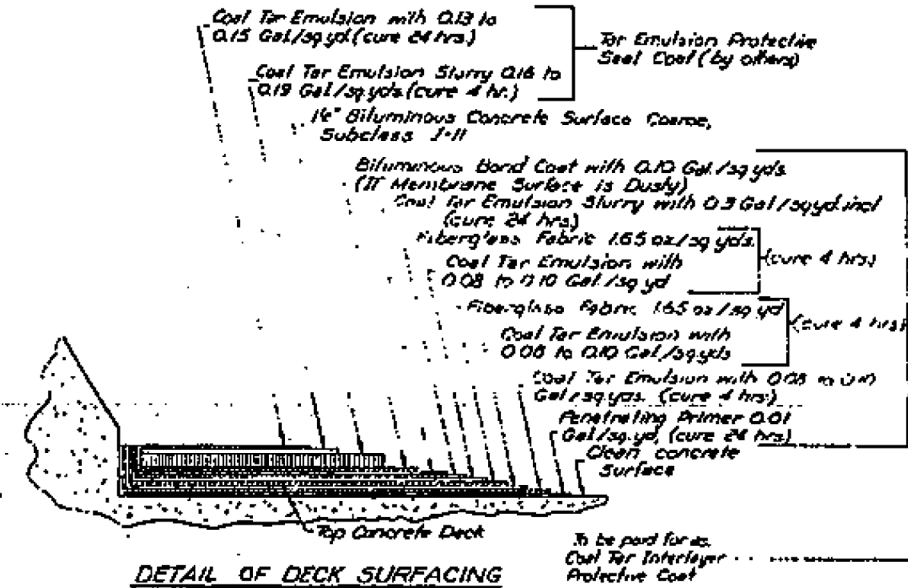 Coal Tar Emulsion with 0.13 to
0.15 Gal./sq.yd. (cure 24 hrs.)
Tar Emulsion Protective
Seal Coat (by others)
Coal Tar Emulsion Slurry 0.16 to
0.19 Gal./sq.yds. (cure 4 hr.)
Bituminous Concrete Surface Coarse,
Subclass I-11
Bituminous Bond Coat with 0.10 Gal./sq.yds.
(If Membrane Surface is Dusty)
Coal Tar Emulsion Slurry with 0.3 Gal./sq.yd.
(cure 24 hrs)
Fiberglass Fabric 1.65 oz/sq yds.
(cure 4 hrs)
Coal Tar Emulsion with
0.08 to 0.10 Gal./sq.yd
Fiberglass Fabric 1.65 oz/sq yd
(cure 4 hrs)
Coal Tar Emulsion with
0.08 to 0.10 Gal./sq.yds
Coal Tar Emulsion with 0.08 to 0.10
Gal./sq.yds. (cure 4 hrs)
Penetrating Primer 0.01
Gal./sq.yd. (cure 24 hrs)
Clean concrete
Surface
Top Concrete Deck
To be paid for as
Coal Tar Interlayer
Protective Coat
DETAIL OF DECK SURFACING